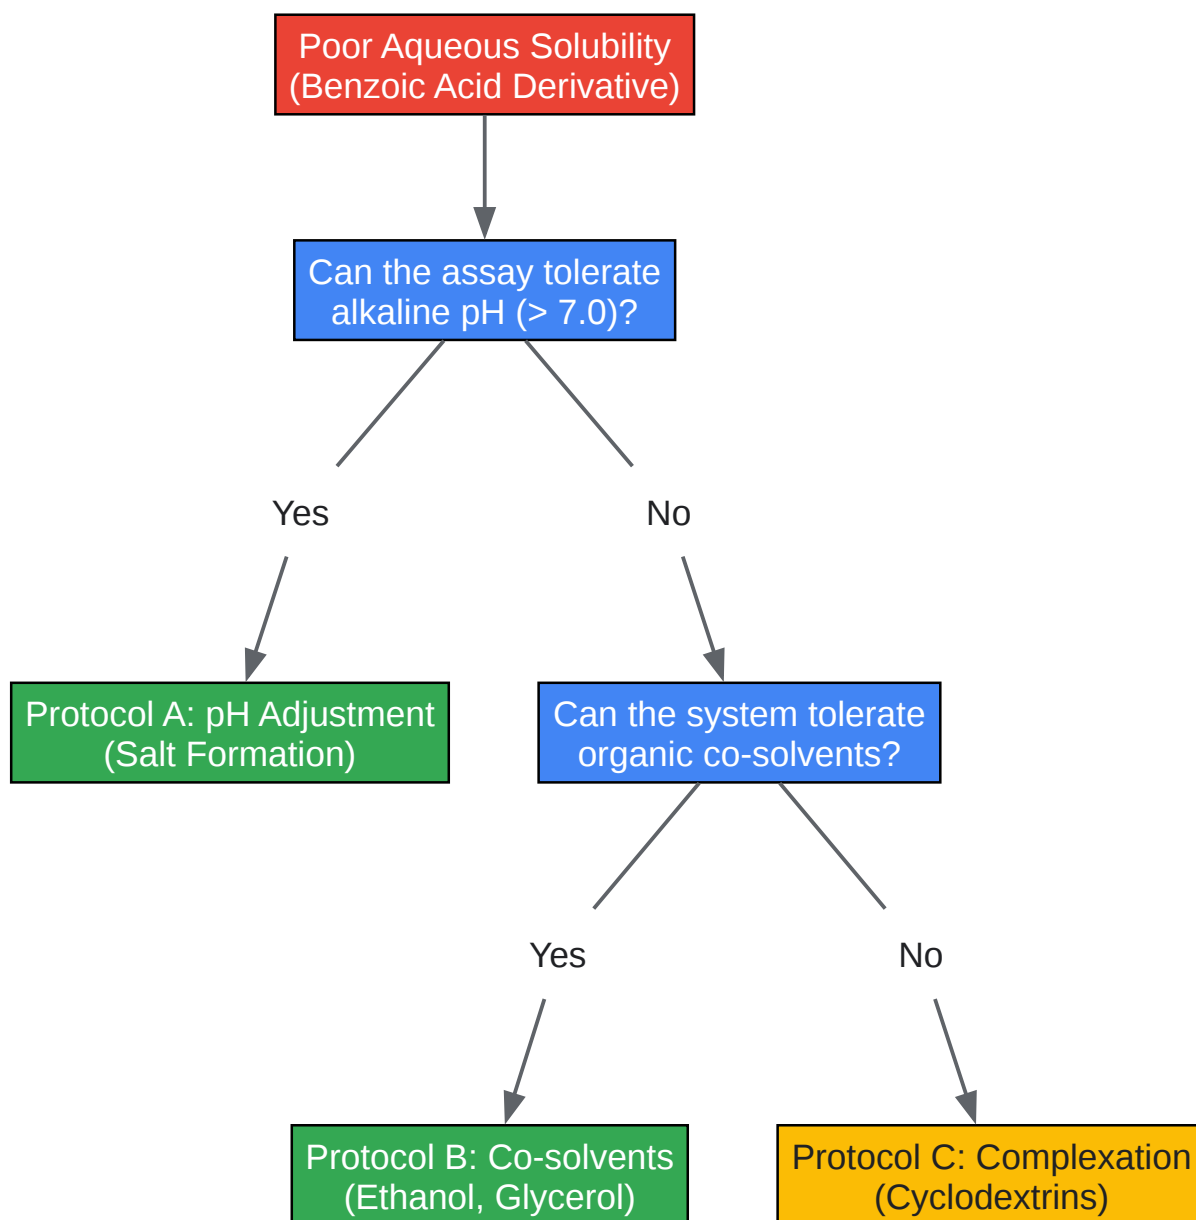 Poor Aqueous Solubility
(Benzoic Acid Derivative)
Can the assay tolerate
alkaline pH (> 7.0)?
Yes
No
Protocol A: pH Adjustment
(Salt Formation)
Can the system tolerate
organic co-solvents?
Yes
No
Protocol B: Co-solvents
(Ethanol, Glycerol)
Protocol C: Complexation
(Cyclodextrins)